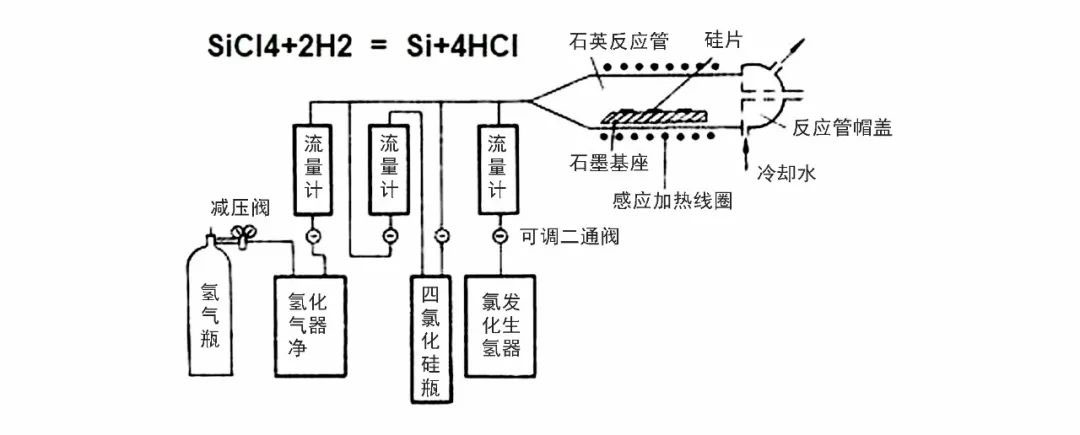 SiCl4+2H2 = Si+4HCl
石英反应管
硅片
反应管帽盖
石墨基座
冷却水
感应加热线圈
流量计
流量计
流量计
减压阀
可调二通阀
氢气瓶
氢化
气器
净
四氯化硅瓶
氯发
化生
氢器